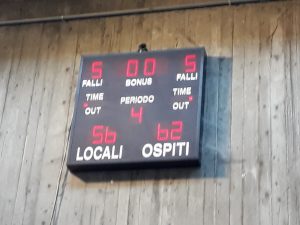 5 00 5
FALLI BONUS FALLI
TIME PERIODO TIME
OUT 4 OUT
56 62
LOCALI OSPITI